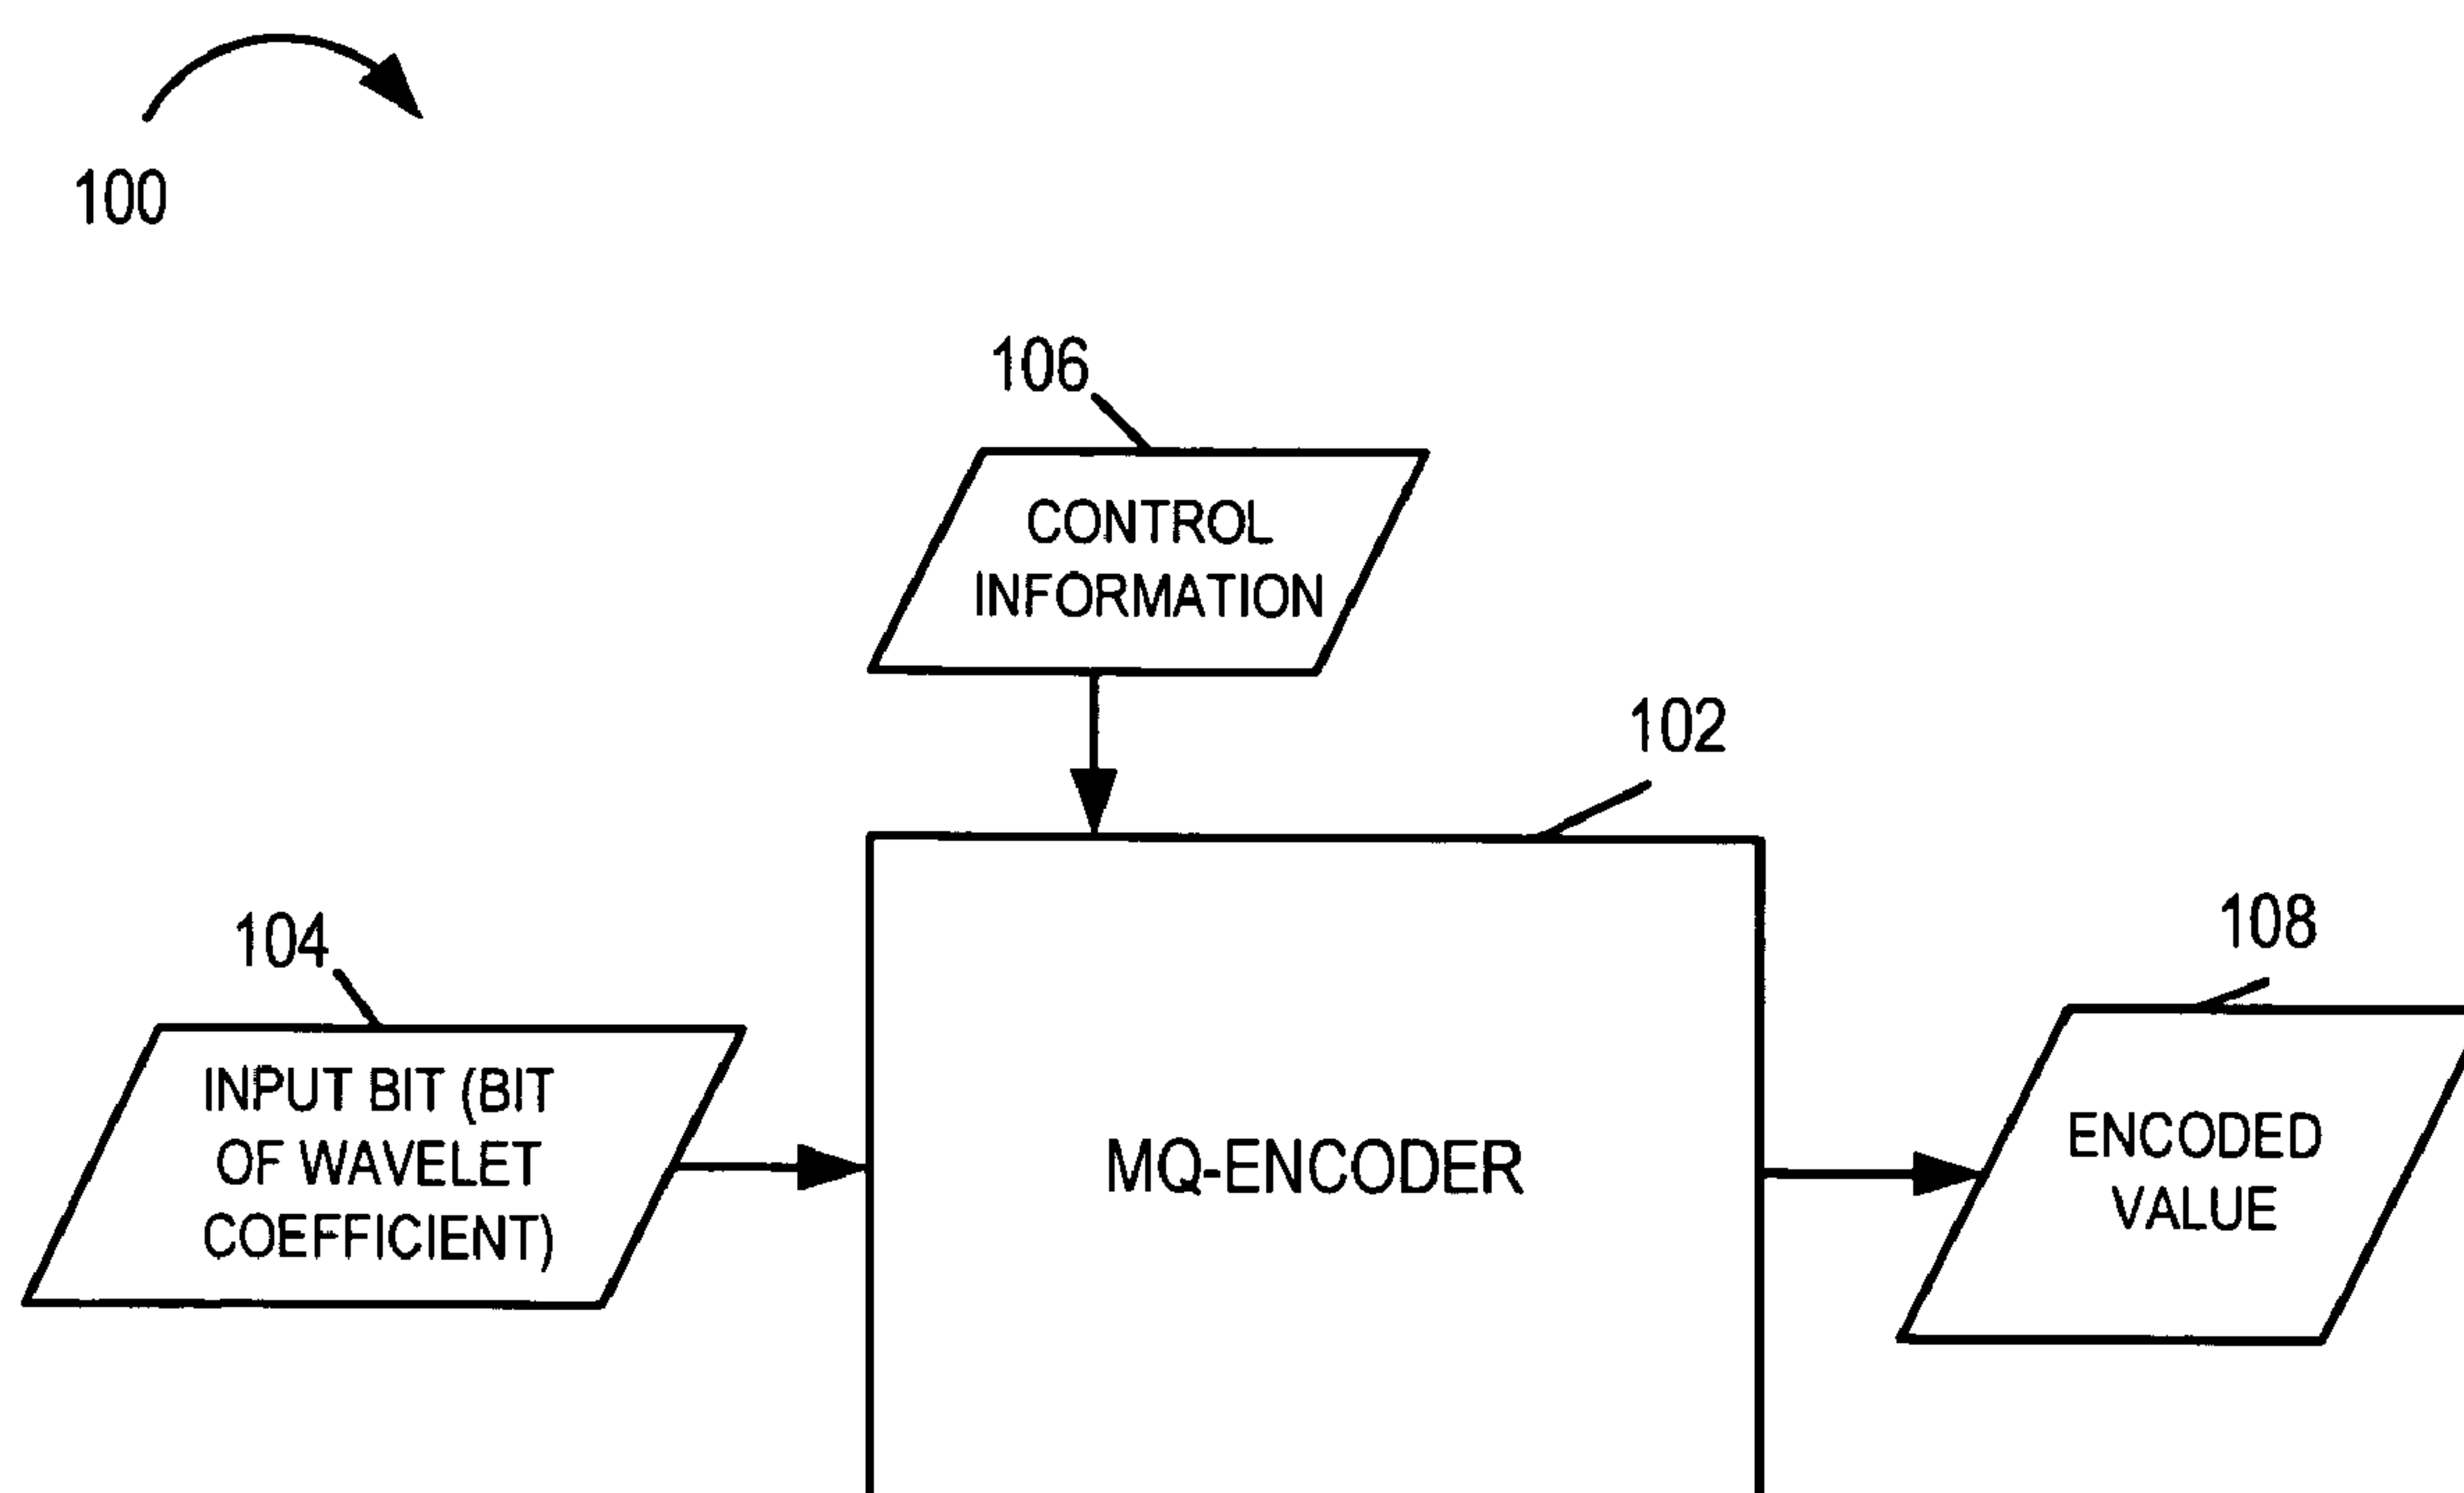 100
106
CONTROL
INFORMATION
102
104
108
INPUT BIT (BIT
OF WAVELET
COEFFICIENT)
MQ-ENCODER
ENCODED
VALUE